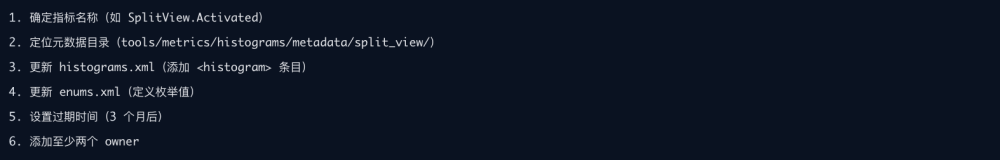 1. 确定指标名称（如 SplitView.Activated）
2. 定位元数据目录（tools/metrics/histograms/metadata/split_view/）
3. 更新 histograms.xml（添加 <histogram> 条目）
4. 更新 enums.xml（定义枚举值）
5. 设置过期时间（3 个月后）
6. 添加至少两个 owner